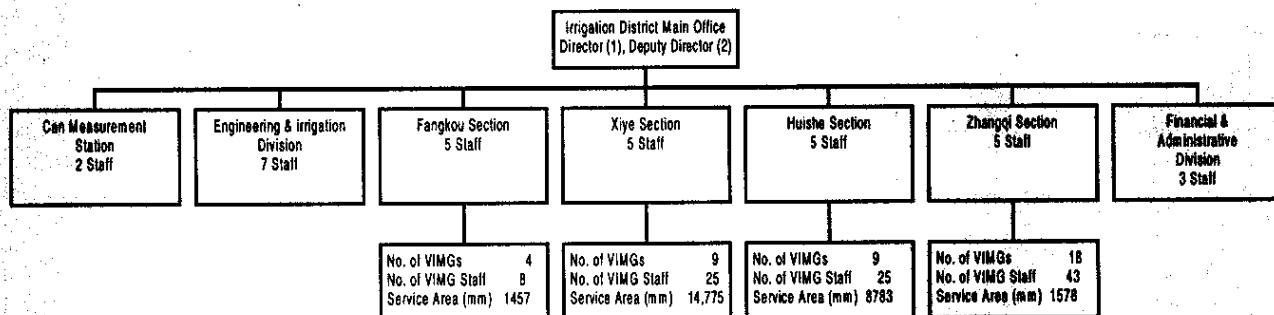 Irrigation District Main Office
Director (1), Deputy Director (2)
Can Measurement
Station
2 Staff
Engineering & irrigation
Division
7 Staff
Fangkou Section
5 Staff
Xiye Section
5 Staff
Huishe Section
5 Staff
Zhangqi Section
5 Staff
Financial &
Administrative
Division
3 Staff
No. of VIMGs 4
No. of VIMG Staff 8
Service Area (mm) 1457
No. of VIMGs 9
No. of VIMG Staff 25
Service Area (mm) 14,775
No. of VIMGs 9
No. of VIMG Staff 25
Service Area (mm) 8783
No. of VIMGs 18
No. of VIMG Staff 43
Service Area (mm) 1578